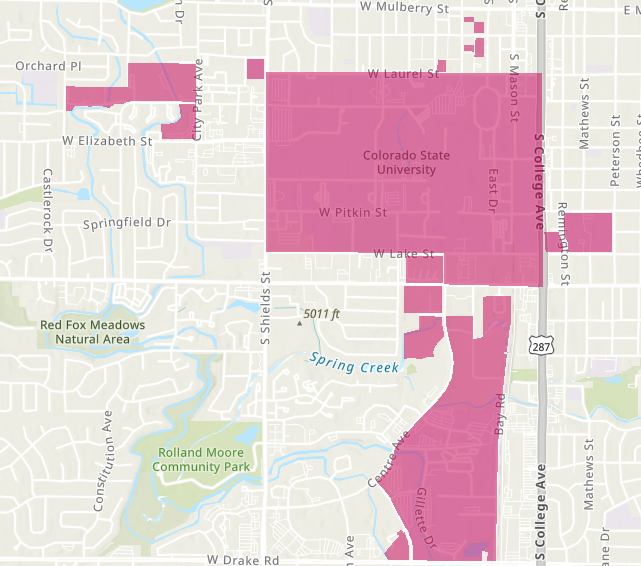 W Mulberry St
Orchard Pl
City Park Ave
W Laurel St
S Mason St
Mathews St
Peterson St
W Elizabeth St
Colorado State
University
S College Ave
East Dr
Castlerock Dr
Springfield Dr
W Pitkin St
Remington St
W Lake St
S Shields St
5011 ft
Red Fox Meadows
Natural Area
287
Spring Creek
Bay Rd
Constitution Ave
Centre Ave
Rolland Moore
Community Park
Mathews St
S College Ave
Gillette Dr
W Drake Rd